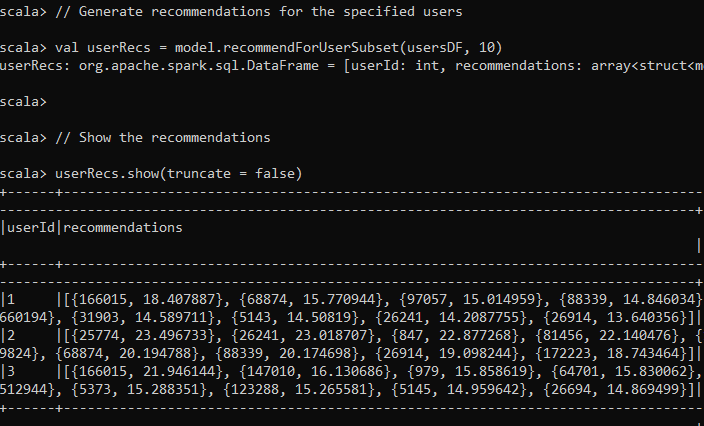 scala> // Generate recommendations for the specified users
scala> val userRecs = model.recommendForUserSubset(usersDF, 10)
userRecs: org.apache.spark.sql.DataFrame = [userId: int, recommendations: array<struct<m
scala>
scala> // Show the recommendations
scala> userRecs.show(truncate = false)
+------+--------------------------------------------------------------------------------
---------------------------------------------------------------------------------------+
|userId|recommendations
|
+------+--------------------------------------------------------------------------------
---------------------------------------------------------------------------------------+
|1     |[{166015, 18.407887}, {68874, 15.770944}, {97057, 15.014959}, {88339, 14.846034}
660194}, {31903, 14.589711}, {5143, 14.50819}, {26241, 14.2087755}, {26914, 13.640356}]|
|2     |[{25774, 23.496733}, {26241, 23.018707}, {847, 22.877268}, {81456, 22.140476}, {
9824}, {68874, 20.194788}, {88339, 20.174698}, {26914, 19.098244}, {172223, 18.743464}]|
|3     |[{166015, 21.946144}, {147010, 16.130686}, {979, 15.858619}, {64701, 15.830062},
512944}, {5373, 15.288351}, {123288, 15.265581}, {5145, 14.959642}, {26694, 14.869499}]|
+------+--------------------------------------------------------------------------------